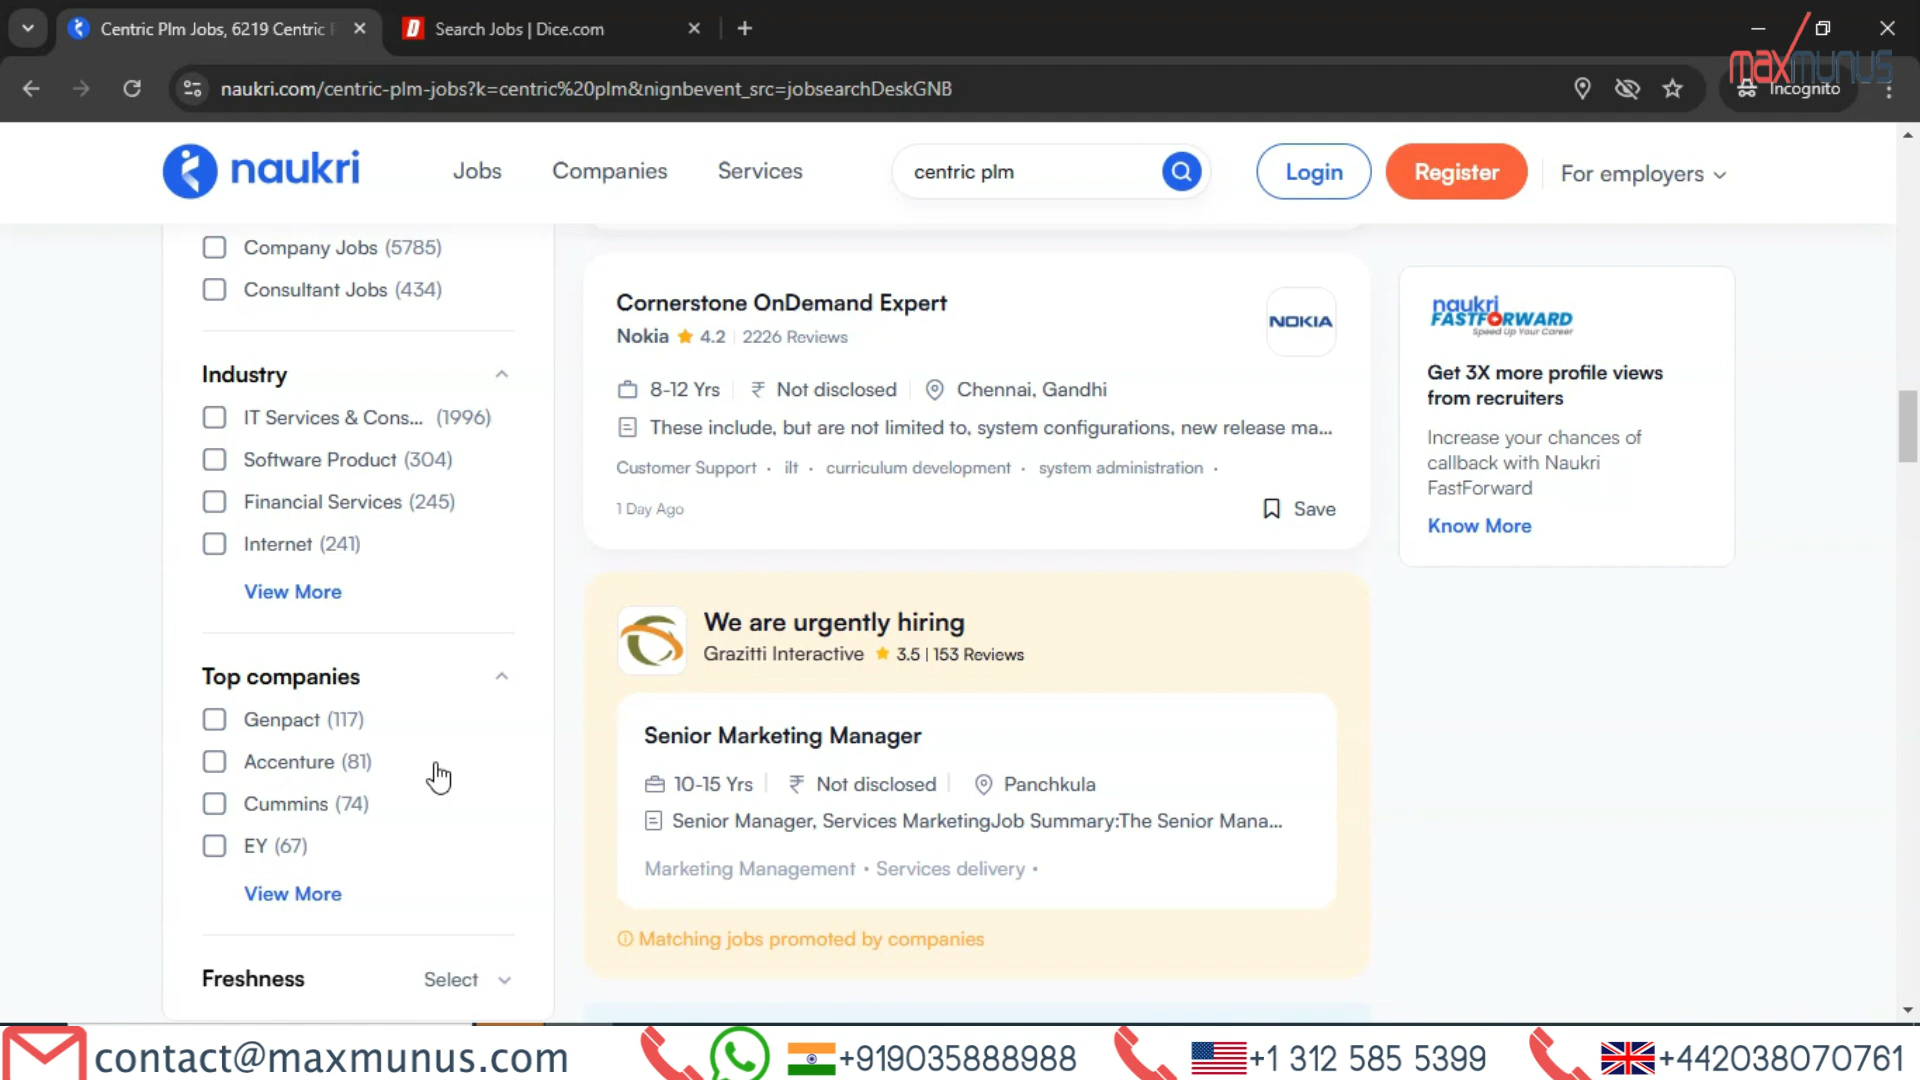 Centric Plm Jobs, 6219 Centric
Search Jobs | Dice.com
maxmunus
naukri.com/centric-plm-jobs?k=centric%20plm&nignbevent_src=jobsearchDeskGNB
Incognito
naukri
Jobs
Companies
Services
centric plm
Login
Register
For employers
Company Jobs (5785)
Consultant Jobs (434)
Industry
IT Services & Cons... (1996)
Software Product (304)
Financial Services (245)
Internet (241)
View More
Top companies
Genpact (117)
Accenture (81)
Cummins (74)
EY (67)
View More
Freshness
Select
Cornerstone OnDemand Expert
Nokia 4.2 | 2226 Reviews
NOKIA
8-12 Yrs | ₹ Not disclosed | Chennai, Gandhi
These include, but are not limited to, system configurations, new release ma...
Customer Support · ilt · curriculum development · system administration ·
1 Day Ago
Save
We are urgently hiring
Grazitti Interactive 3.5 | 153 Reviews
Senior Marketing Manager
10-15 Yrs | ₹ Not disclosed | Panchkula
Senior Manager, Services MarketingJob Summary:The Senior Mana...
Marketing Management · Services delivery ·
Matching jobs promoted by companies
naukri
FASTFORWARD
Speed Up Your Career
Get 3X more profile views
from recruiters
Increase your chances of
callback with Naukri
FastForward
Know More
contact@maxmunus.com
+919035888988
+1 312 585 5399
+442038070761